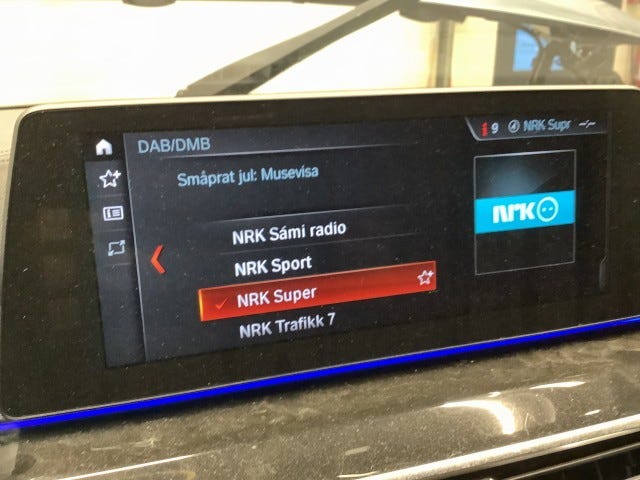 DAB/DMB
9 NRK Supr --:--
Småprat jul: Musevisa
NRK Sámi radio
NRK Sport
NRK Super
NRK Trafikk 7
NRK